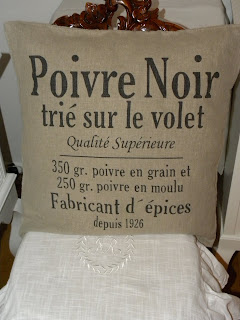 Poivre Noir
trié sur le volet
Qualité Supérieure
350 gr. poivre en grain et
250 gr. poivre en moulu
Fabricant d´épices
depuis 1926